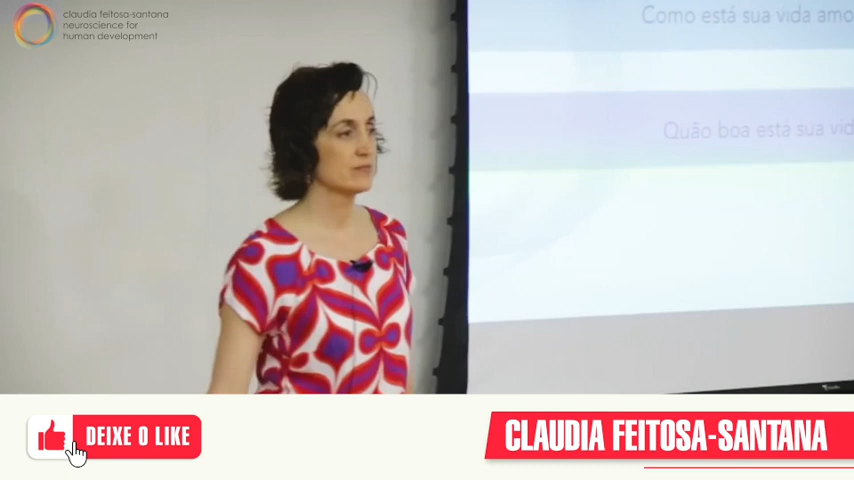 claudia feitosa-santana
neuroscience for
human development
Como está sua vida amo
Quão boa está sua vid
DEIXE O LIKE
CLAUDIA FEITOSA-SANTANA